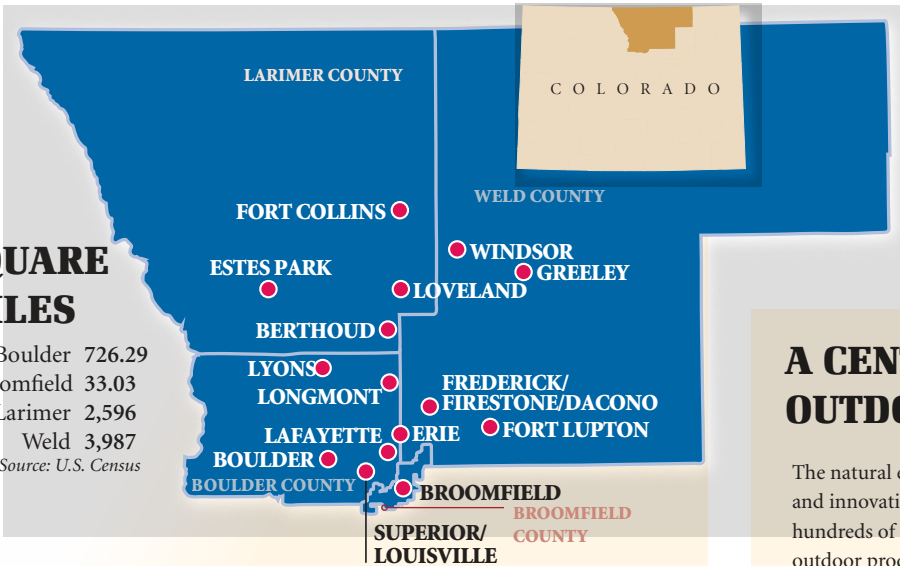 LARIMER COUNTY
COLORADO
WELD COUNTY
FORT COLLINS
WINDSOR
GREELEY
ESTES PARK
LOVELAND
BERTHOUD
LYONS
LONGMONT
FREDERICK/
FIRESTONE/DACONO
FORT LUPTON
LAFAYETTE
ERIE
BOULDER
BOULDER COUNTY
BROOMFIELD
BROOMFIELD
COUNTY
SUPERIOR/
LOUISVILLE
QUARE
ILES
Boulder 726.29
omfield 33.03
Larimer 2,596
Weld 3,987
Source: U.S. Census
A CEN
OUTDO
The natural e
and innovati
hundreds of
outdoor proc